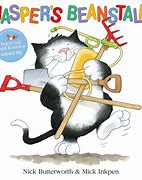 JASPER'S BEANSTALK
Nick Butterworth & Mick Inkpen